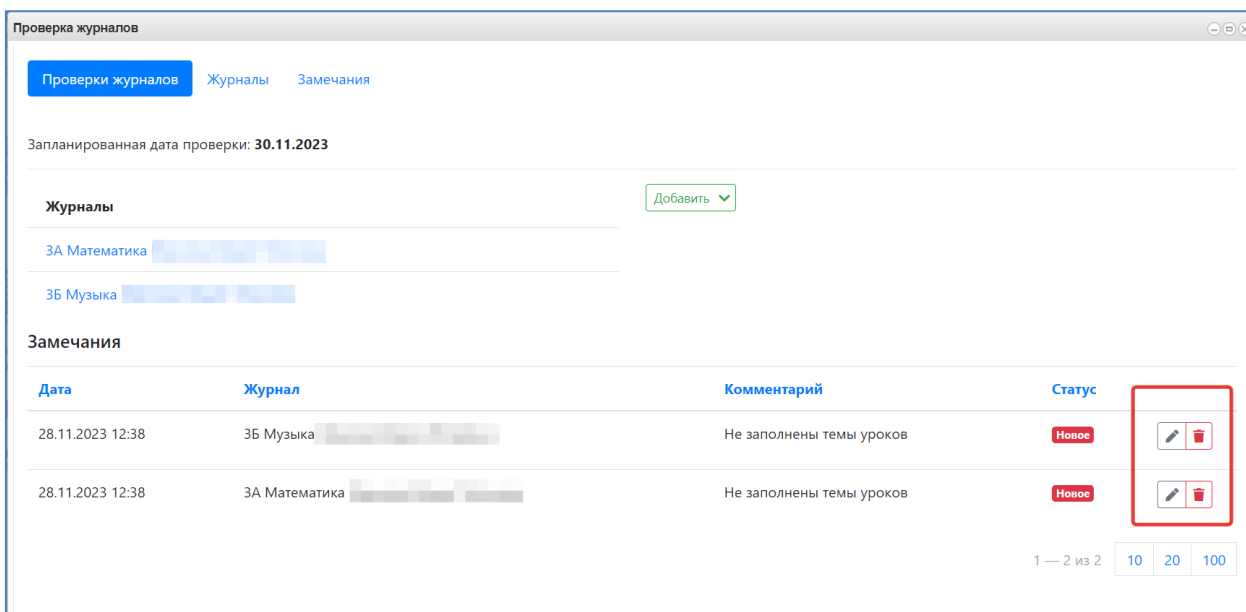 Проверка журналов
Проверки журналов Журналы Замечания
Запланированная дата проверки: 30.11.2023
Журналы Добавить
3А Математика
3Б Музыка
Замечания
Дата Журнал Комментарий Статус
28.11.2023 12:38 3Б Музыка Не заполнены темы уроков Новое
28.11.2023 12:38 3А Математика Не заполнены темы уроков Новое
1 — 2 из 2 10 20 100